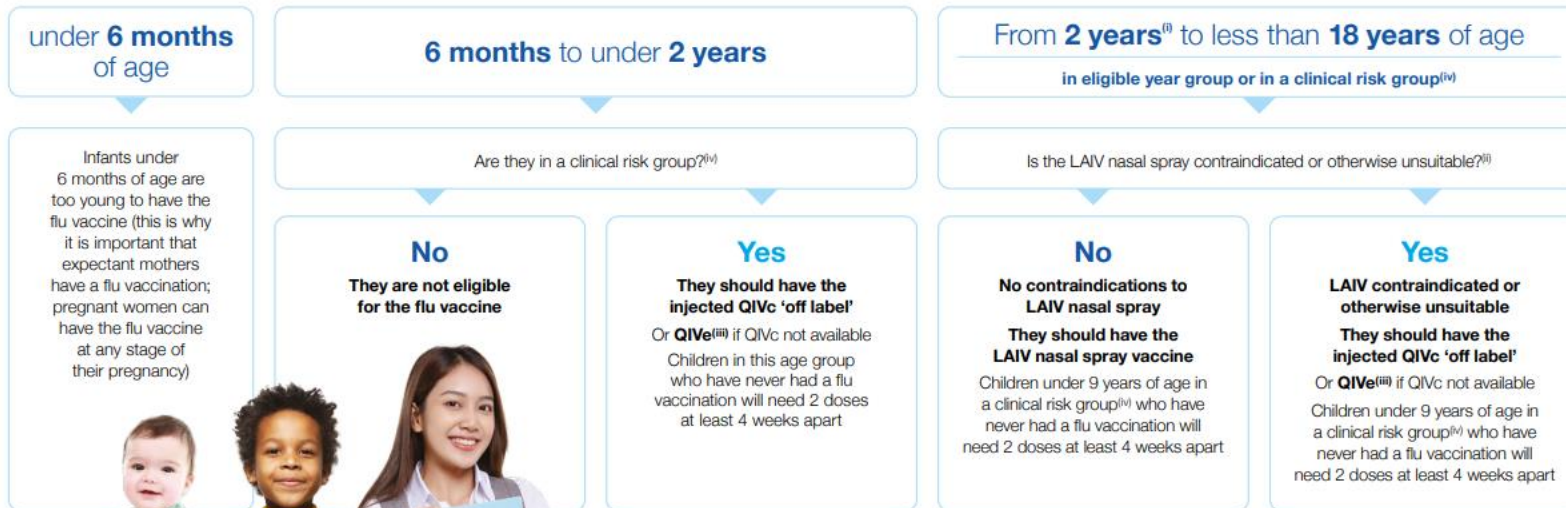 under 6 months
of age
Infants under
6 months of age are
too young to have the
flu vaccine (this is why
it is important that
expectant mothers
have a flu vaccination;
pregnant women can
have the flu vaccine
at any stage of
their pregnancy)
6 months to under 2 years
Are they in a clinical risk group?(iv)
No
They are not eligible
for the flu vaccine
Yes
They should have the
injected QIVc ‘off label’
Or QIVe(iii) if QIVc not available
Children in this age group
who have never had a flu
vaccination will need 2 doses
at least 4 weeks apart
From 2 years(i) to less than 18 years of age
in eligible year group or in a clinical risk group(iv)
Is the LAIV nasal spray contraindicated or otherwise unsuitable?(ii)
No
No contraindications to
LAIV nasal spray
They should have the
LAIV nasal spray vaccine
Children under 9 years of age in
a clinical risk group(iv) who have
never had a flu vaccination will
need 2 doses at least 4 weeks apart
Yes
LAIV contraindicated or
otherwise unsuitable
They should have the
injected QIVc ‘off label’
Or QIVe(iii) if QIVc not available
Children under 9 years of age in
a clinical risk group(iv) who have
never had a flu vaccination will
need 2 doses at least 4 weeks apart